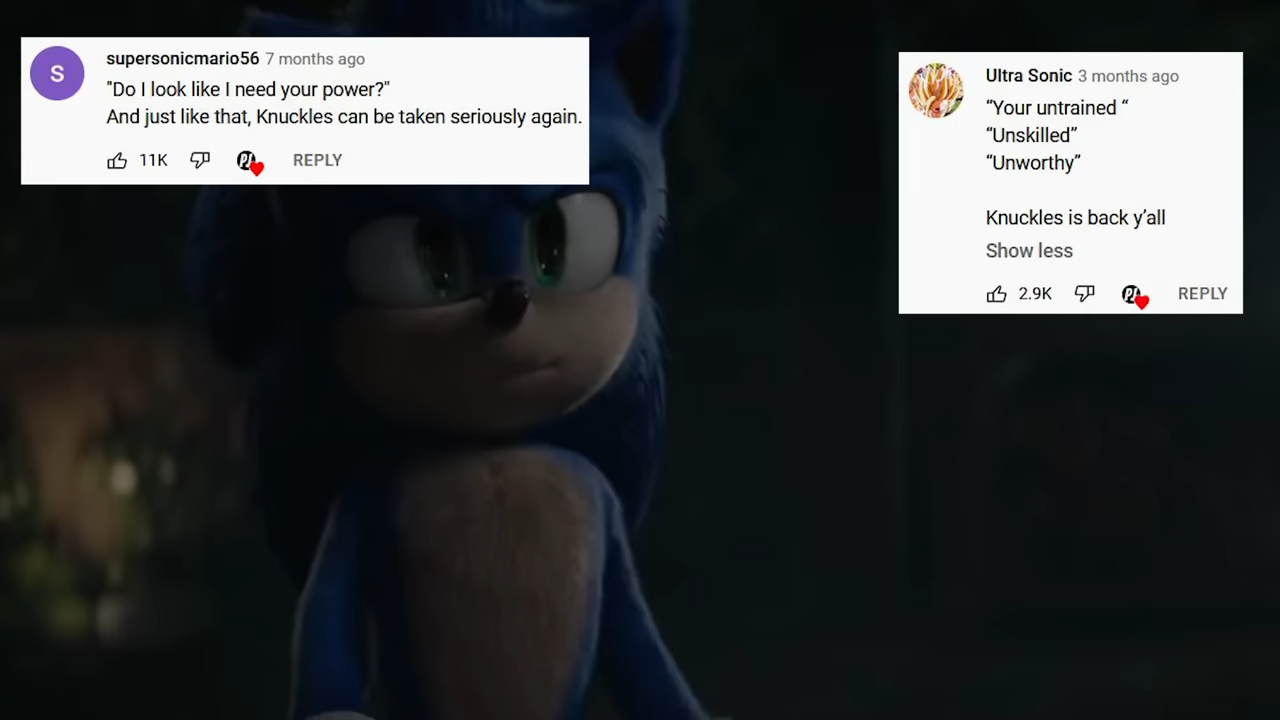 supersonicmario56 7 months ago
"Do I look like I need your power?"
And just like that, Knuckles can be taken seriously again.
11K REPLY
Ultra Sonic 3 months ago
“Your untrained “
“Unskilled”
“Unworthy”
Knuckles is back y’all
Show less
2.9K REPLY